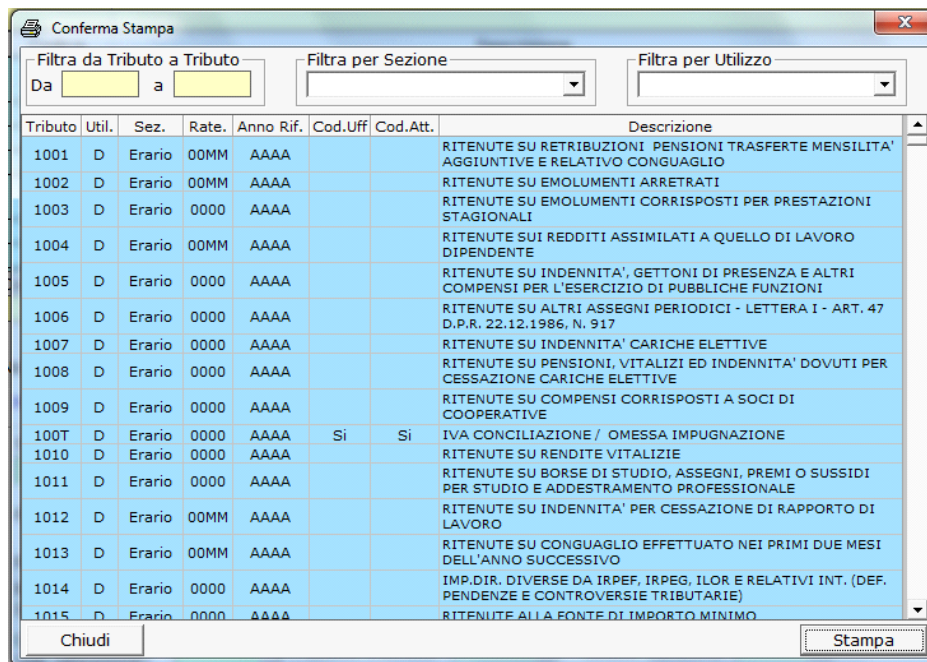 Conferma Stampa
Filtra da Tributo a Tributo
Da a
Filtra per Sezione
Filtra per Utilizzo
Tributo Util. Sez. Rate. Anno Rif. Cod.Uff Cod.Att. Descrizione
1001 D Erario 00MM AAAA RITENUTE SU RETRIBUZIONI PENSIONI TRASFERTE MENSILITA'
AGGIUNTIVE E RELATIVO CONGUAGLIO
1002 D Erario 00MM AAAA RITENUTE SU EMOLUMENTI ARRETRATI
1003 D Erario 0000 AAAA RITENUTE SU EMOLUMENTI CORRISPOSTI PER PRESTAZIONI
STAGIONALI
1004 D Erario 00MM AAAA RITENUTE SUI REDDITI ASSIMILATI A QUELLO DI LAVORO
DIPENDENTE
1005 D Erario 0000 AAAA RITENUTE SU INDENNITA', GETTONI DI PRESENZA E ALTRI
COMPENSI PER L'ESERCIZIO DI PUBBLICHE FUNZIONI
1006 D Erario 0000 AAAA RITENUTE SU ALTRI ASSEGNI PERIODICI - LETTERA I - ART. 47
D.P.R. 22.12.1986, N. 917
1007 D Erario 0000 AAAA RITENUTE SU INDENNITA' CARICHE ELETTIVE
1008 D Erario 0000 AAAA RITENUTE SU PENSIONI, VITALIZI ED INDENNITA' DOVUTI PER
CESSAZIONE CARICHE ELETTIVE
1009 D Erario 0000 AAAA RITENUTE SU COMPENSI CORRISPOSTI A SOCI DI
COOPERATIVE
100T D Erario 0000 AAAA Si Si IVA CONCILIAZIONE / OMESSA IMPUGNAZIONE
1010 D Erario 0000 AAAA RITENUTE SU RENDITE VITALIZIE
1011 D Erario 0000 AAAA RITENUTE SU BORSE DI STUDIO, ASSEGNI, PREMI O SUSSIDI
PER STUDIO E ADDESTRAMENTO PROFESSIONALE
1012 D Erario 00MM AAAA RITENUTE SU INDENNITA' PER CESSAZIONE DI RAPPORTO DI
LAVORO
1013 D Erario 00MM AAAA RITENUTE SU CONGUAGLIO EFFETTUATO NEI PRIMI DUE MESI
DELL'ANNO SUCCESSIVO
1014 D Erario 0000 AAAA IMP.DIR. DIVERSE DA IRPEF, IRPEG, ILOR E RELATIVI INT. (DEF.
PENDENZE E CONTROVERSIE TRIBUTARIE)
1015 D Erario 0000 AAAA RITENUTE ALLA FONTE DI IMPORTO MINIMO
Chiudi Stampa